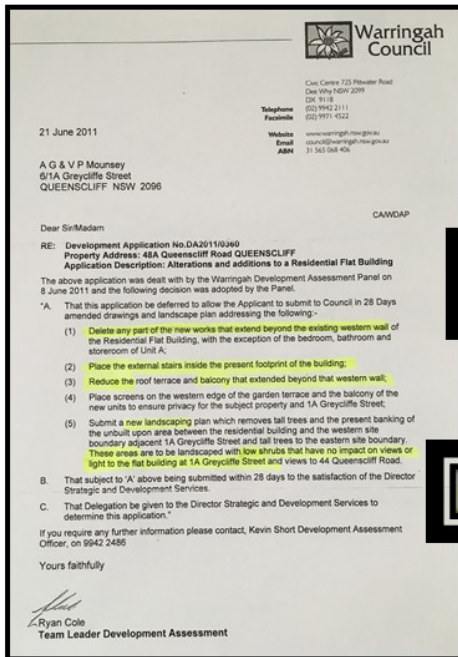 Warringah
Council
Civic Centre 725 Pittwater Road
Dee Why NSW 2099
DX 9118
Telephone (02) 9942 2111
Facsimile (02) 9971 4522
21 June 2011
Website www.warringah.nsw.gov.au
Email council@warringah.nsw.gov.au
ABN 31 565 068 406
A G & V P Mounsey
6/1A Greycliffe Street
QUEENSCLIFF NSW 2096
CA/WDAP
Dear Sir/Madam
RE: Development Application No.DA2011/0360
Property Address: 48A Queenscliff Road QUEENSCLIFF
Application Description: Alterations and additions to a Residential Flat Building
The above application was dealt with by the Warringah Development Assessment Panel on
8 June 2011 and the following decision was adopted by the Panel.
"A. That this application be deferred to allow the Applicant to submit to Council in 28 Days
amended drawings and landscape plan addressing the following:-
(1) Delete any part of the new works that extend beyond the existing western wall of
the Residential Flat Building, with the exception of the bedroom, bathroom and
storeroom of Unit A;
(2) Place the external stairs inside the present footprint of the building;
(3) Reduce the roof terrace and balcony that extended beyond that western wall;
(4) Place screens on the western edge of the garden terrace and the balcony of the
new units to ensure privacy for the subject property and 1A Greycliffe Street;
(5) Submit a new landscaping plan which removes tall trees and the present banking of
the unbuilt upon area between the residential building and the western site
boundary adjacent 1A Greycliffe Street and tall trees to the eastern site boundary.
These areas are to be landscaped with low shrubs that have no impact on views or
light to the flat building at 1A Greycliffe Street and views to 44 Queenscliff Road.
B. That subject to 'A' above being submitted within 28 days to the satisfaction of the Director
Strategic and Development Services.
C. That Delegation be given to the Director Strategic and Development Services to
determine this application."
If you require any further information please contact, Kevin Short Development Assessment
Officer, on 9942 2486
Yours faithfully
Ryan Cole
Team Leader Development Assessment